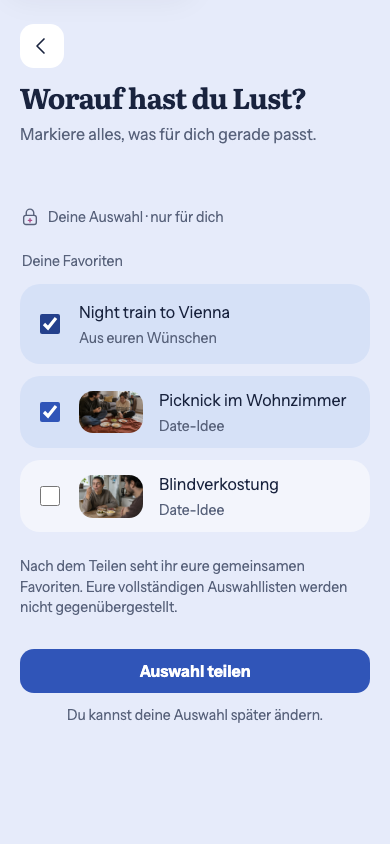 Worauf hast du Lust?
Markiere alles, was für dich gerade passt.
Deine Auswahl · nur für dich
Deine Favoriten
Night train to Vienna
Aus euren Wünschen
Picknick im Wohnzimmer
Date-Idee
Blindverkostung
Date-Idee
Nach dem Teilen seht ihr eure gemeinsamen
Favoriten. Eure vollständigen Auswahllisten werden
nicht gegenübergestellt.
Auswahl teilen
Du kannst deine Auswahl später ändern.